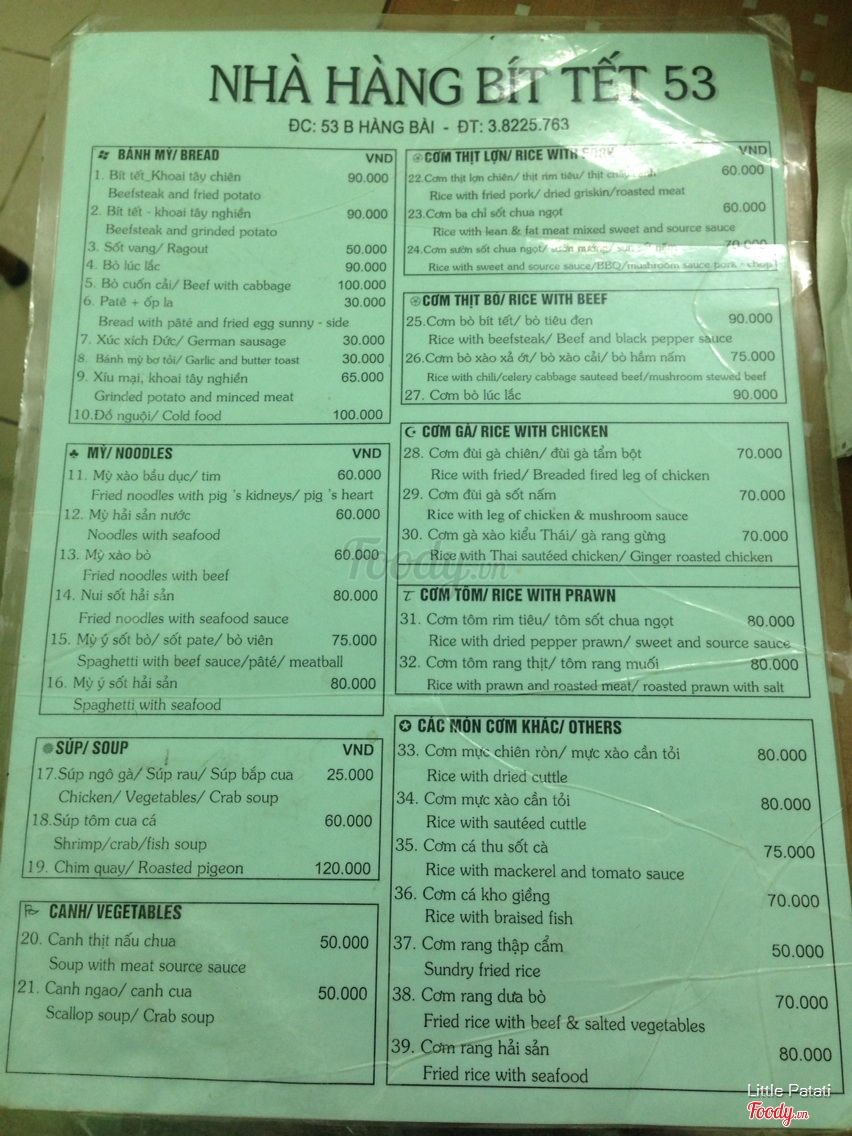 NHÀ HÀNG BÍT TẾT 53
ĐC: 53 B HÀNG BÀI - ĐT: 3.8225.763
BÁNH MỲ/ BREAD VND
1. Bít tết_Khoai tây chiên 90.000
Beefsteak and fried potato
2. Bít tết - khoai tây nghiền 90.000
Beefsteak and grinded potato
3. Sốt vang/ Ragout 50.000
4. Bò lúc lắc 90.000
5. Bò cuốn cải/ Beef with cabbage 100.000
6. Patê + ốp la 30.000
Bread with pâté and fried egg sunny - side
7. Xúc xích Đức/ German sausage 30.000
8. Bánh mỳ bơ tỏi/ Garlic and butter toast 30.000
9. Xíu mại, khoai tây nghiền 65.000
Grinded potato and minced meat
10.Đồ nguội/ Cold food 100.000
MỲ/ NOODLES VND
11. Mỳ xào bầu dục/ tim 60.000
Fried noodles with pig 's kidneys/ pig 's heart
12. Mỳ hải sản nước 60.000
Noodles with seafood
13. Mỳ xào bò 60.000
Fried noodles with beef
14. Nui sốt hải sản 80.000
Fried noodles with seafood sauce
15. Mỳ ý sốt bò/ sốt pate/ bò viên 75.000
Spaghetti with beef sauce/pâté/ meatball
16. Mỳ ý sốt hải sản 80.000
Spaghetti with seafood
SÚP/ SOUP VND
17.Súp ngô gà/ Súp rau/ Súp bắp cua 25.000
Chicken/ Vegetables/ Crab soup
18.Súp tôm cua cá 60.000
Shrimp/crab/fish soup
19. Chim quay/ Roasted pigeon 120.000
CANH/ VEGETABLES
20. Canh thịt nấu chua 50.000
Soup with meat source sauce
21. Canh ngao/ canh cua 50.000
Scallop soup/ Crab soup
CƠM THỊT LỢN/ RICE WITH PORK VND
22.Cơm thịt lợn chiên/ thịt rim tiêu/ thịt 60.000
Rice with fried pork/ dried griskin/roasted meat
23.Cơm ba chỉ sốt chua ngọt 60.000
Rice with lean & fat meat mixed sweet and source sauce
24.Cơm sườn sốt chua ngọt/ sườn nướng/ 70.000
Rice with sweet and source sauce/BBQ/mushroom sauce pork - chop
CƠM THỊT BÒ/ RICE WITH BEEF
25.Cơm bò bít tết/ bò tiêu đen 90.000
Rice with beefsteak/ Beef and black pepper sauce
26.Cơm bò xào xả ớt/ bò xào cải/ bò hầm nấm 75.000
Rice with chili/celery cabbage sauteed beef/mushroom stewed beef
27. Cơm bò lúc lắc 90.000
CƠM GÀ/ RICE WITH CHICKEN
28. Cơm đùi gà chiên/ đùi gà tẩm bột 70.000
Rice with fried/ Breaded fired leg of chicken
29. Cơm đùi gà sốt nấm 70.000
Rice with leg of chicken & mushroom sauce
30. Cơm gà xào kiểu Thái/ gà rang gừng 70.000
Rice with Thai sautéed chicken/ Ginger roasted chicken
CƠM TÔM/ RICE WITH PRAWN
31. Cơm tôm rim tiêu/ tôm sốt chua ngọt 80.000
Rice with dried pepper prawn/ sweet and source sauce
32. Cơm tôm rang thịt/ tôm rang muối 80.000
Rice with prawn and roasted meat/ roasted prawn with salt
CÁC MÓN CƠM KHÁC/ OTHERS
33. Cơm mực chiên ròn/ mực xào cần tỏi 80.000
Rice with dried cuttle
34. Cơm mực xào cần tỏi 80.000
Rice with sautéed cuttle
35. Cơm cá thu sốt cà 75.000
Rice with mackerel and tomato sauce
36. Cơm cá kho giềng 70.000
Rice with braised fish
37. Cơm rang thập cẩm 50.000
Sundry fried rice
38. Cơm rang dưa bò 70.000
Fried rice with beef & salted vegetables
39. Cơm rang hải sản 80.000
Fried rice with seafood
Foody.vn
Little Patati
Foody.vn